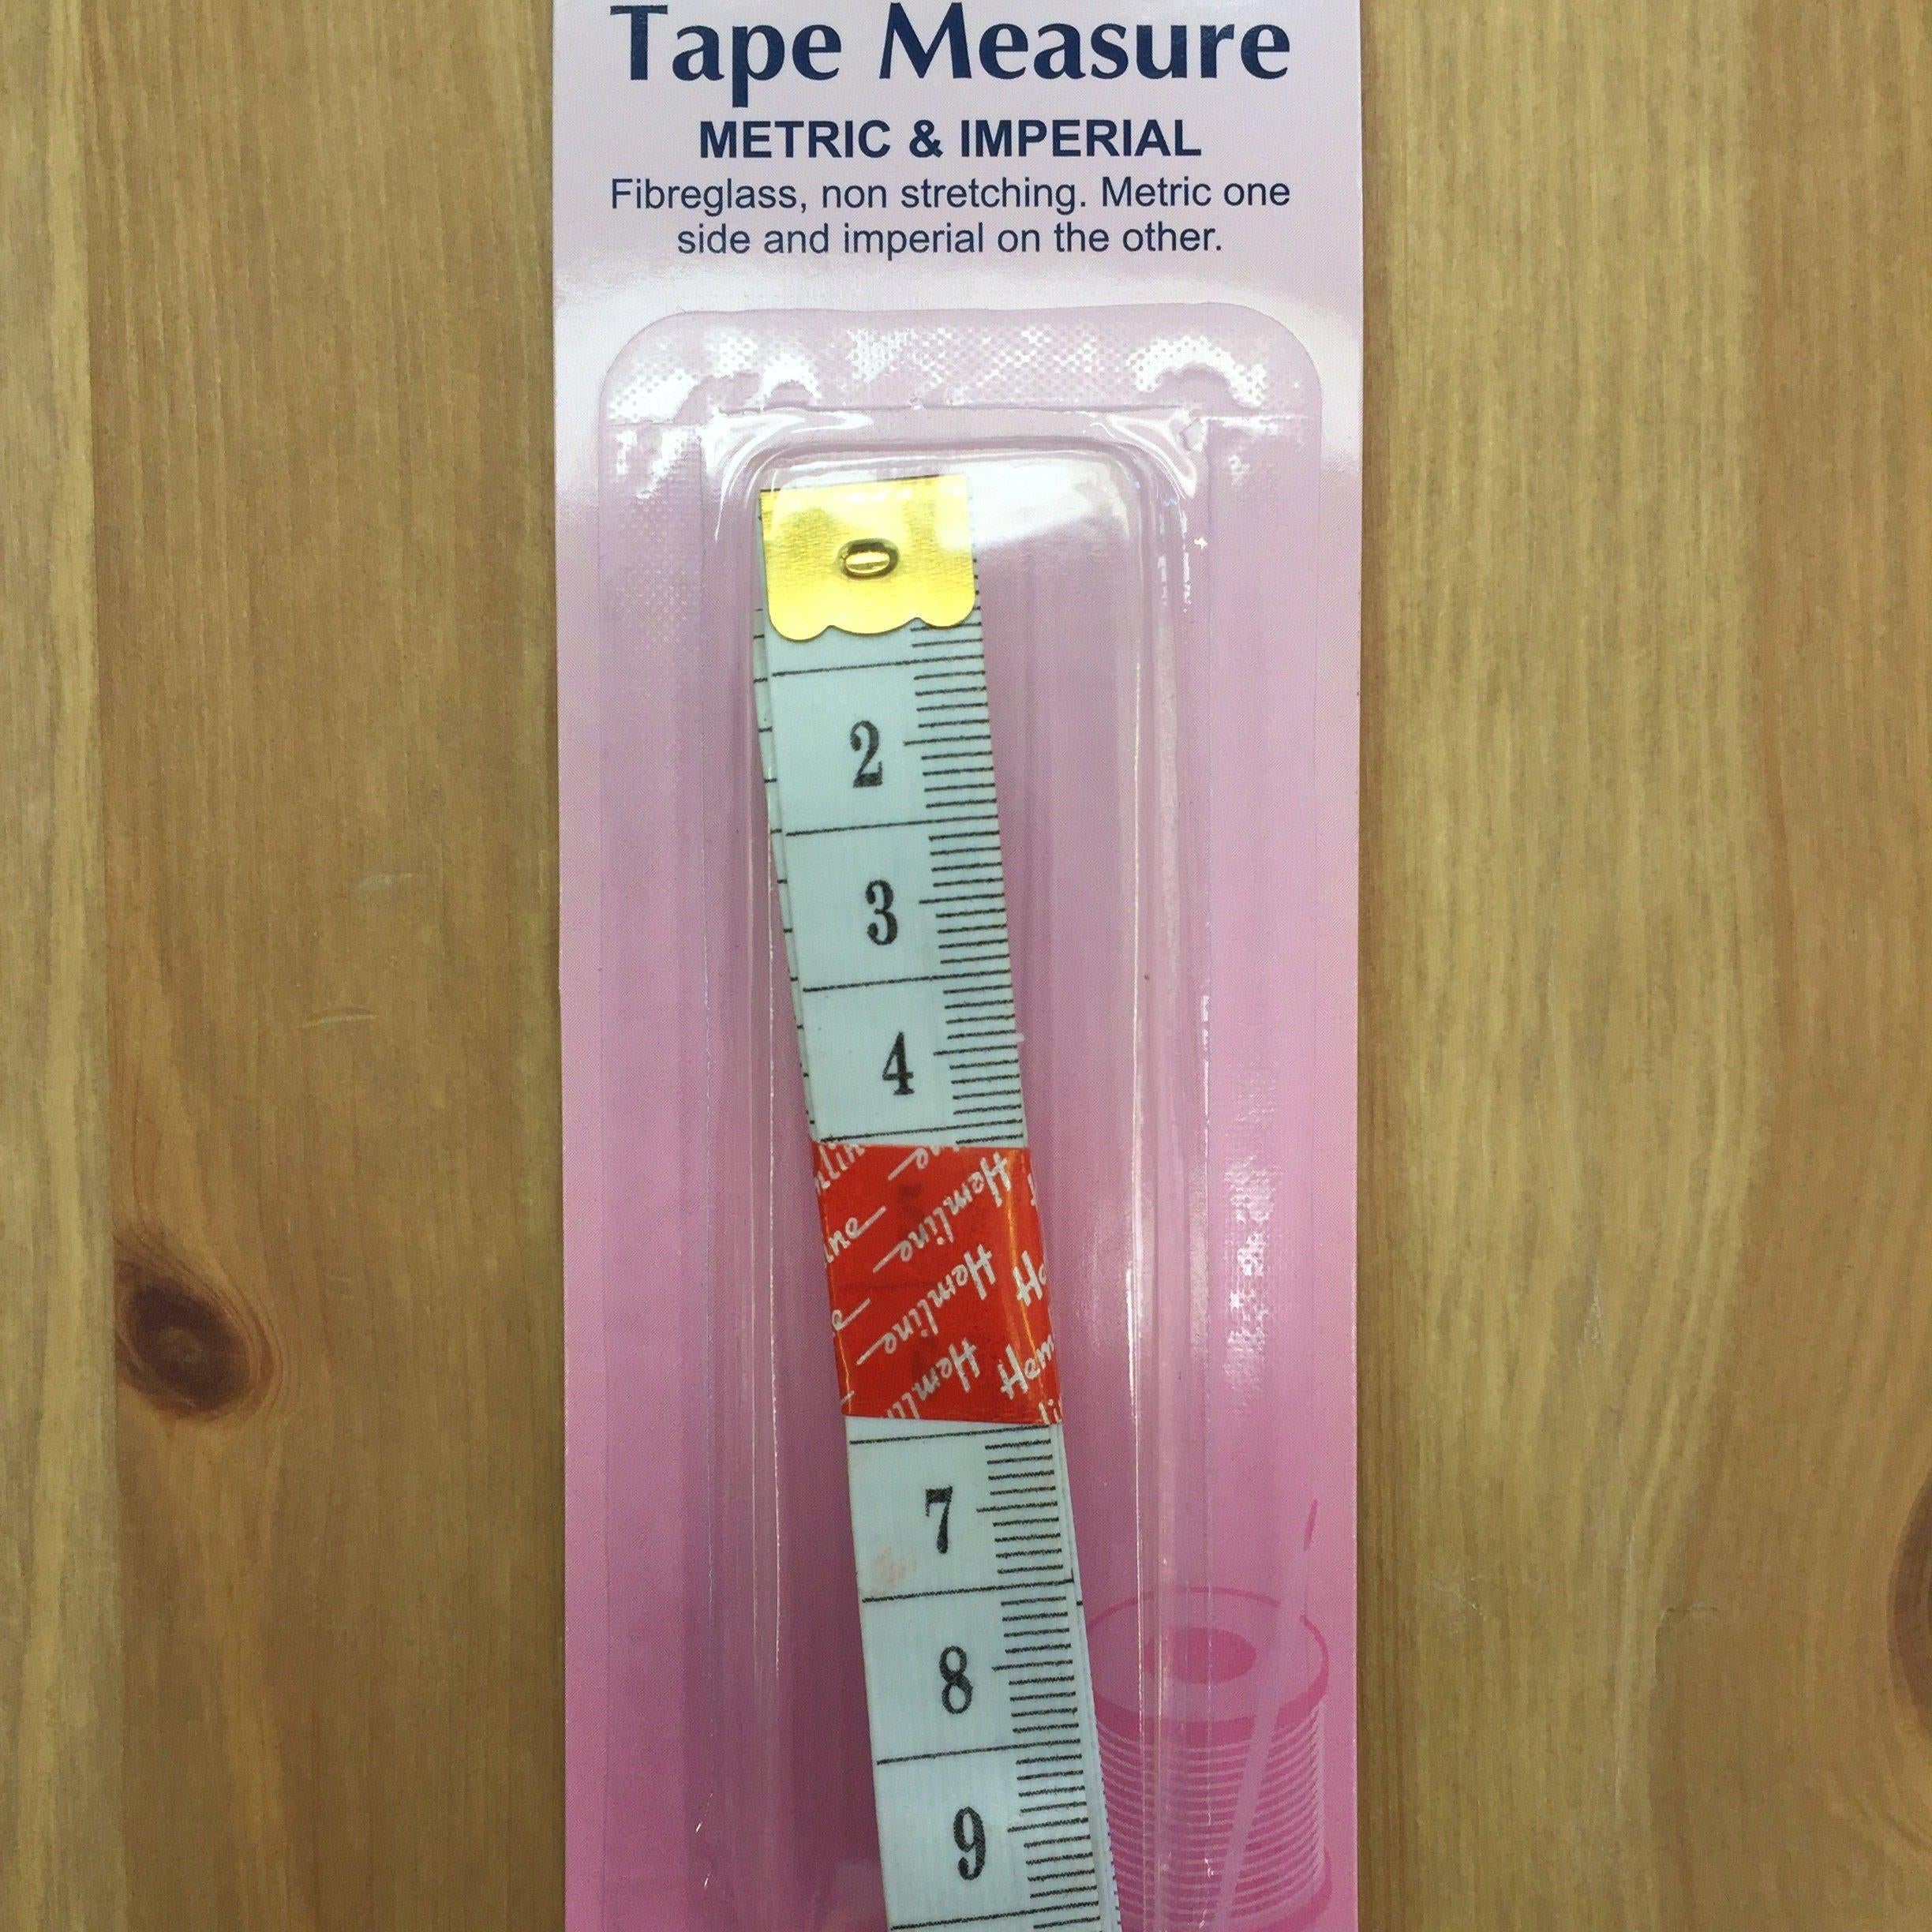 Tape Measure
METRIC & IMPERIAL
Fibreglass, non stretching. Metric one
side and imperial on the other.
2
3
4
Hemline
Hemline
7
8
9